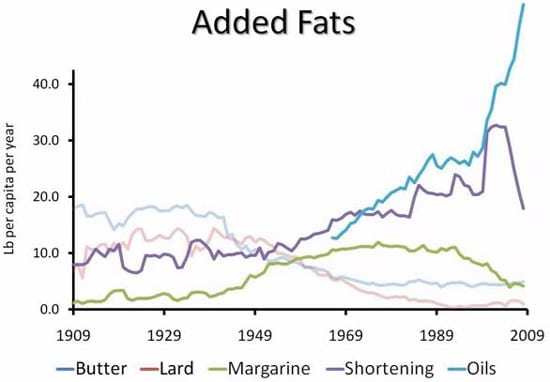 Added Fats
Lb per capita per year
40.0
30.0
20.0
10.0
0.0
1909 1929 1949 1969 1989 2009
Butter Lard Margarine Shortening Oils